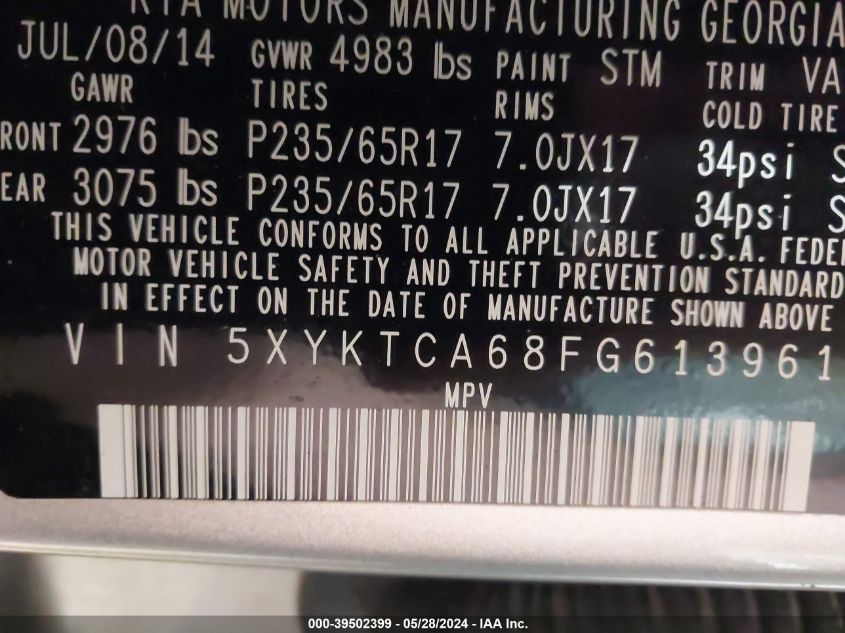 KIA MOTORS MANUFACTURING GEORGIA
JUL/08/14 GVWR 4983 lbs PAINT STM TRIM VA
GAWR TIRES RIMS COLD TIRE
RONT 2976 lbs P235/65R17 7.0JX17 34psi S
EAR 3075 lbs P235/65R17 7.0JX17 34psi S
THIS VEHICLE CONFORMS TO ALL APPLICABLE U.S.A. FEDE
MOTOR VEHICLE SAFETY AND THEFT PREVENTION STANDARD
IN EFFECT ON THE DATE OF MANUFACTURE SHOWN ABOVE
VIN 5XYKTCA68FG613961
MPV
000-39502399 - 05/28/2024 - IAA Inc.